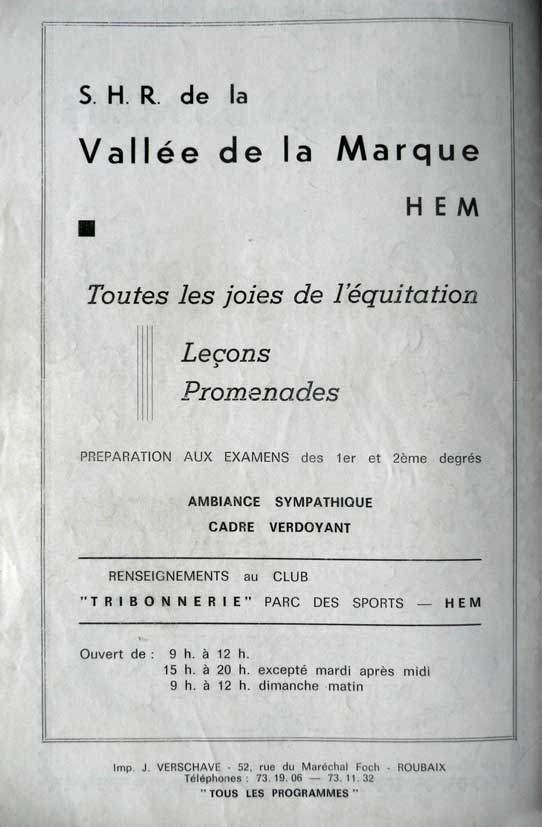 S. H. R. de la
Vallée de la Marque
HEM
Toutes les joies de l'équitation
Leçons
Promenades
PREPARATION AUX EXAMENS des 1er et 2ème degrés
AMBIANCE SYMPATHIQUE
CADRE VERDOYANT
RENSEIGNEMENTS au CLUB
"TRIBONNERIE" PARC DES SPORTS — HEM
Ouvert de : 9 h. à 12 h.
15 h. à 20 h. excepté mardi après midi
9 h. à 12 h. dimanche matin
Imp. J. VERSCHAVE - 52, rue du Maréchal Foch - ROUBAIX
Téléphones : 73.19.06 — 73.11.32
"TOUS LES PROGRAMMES"